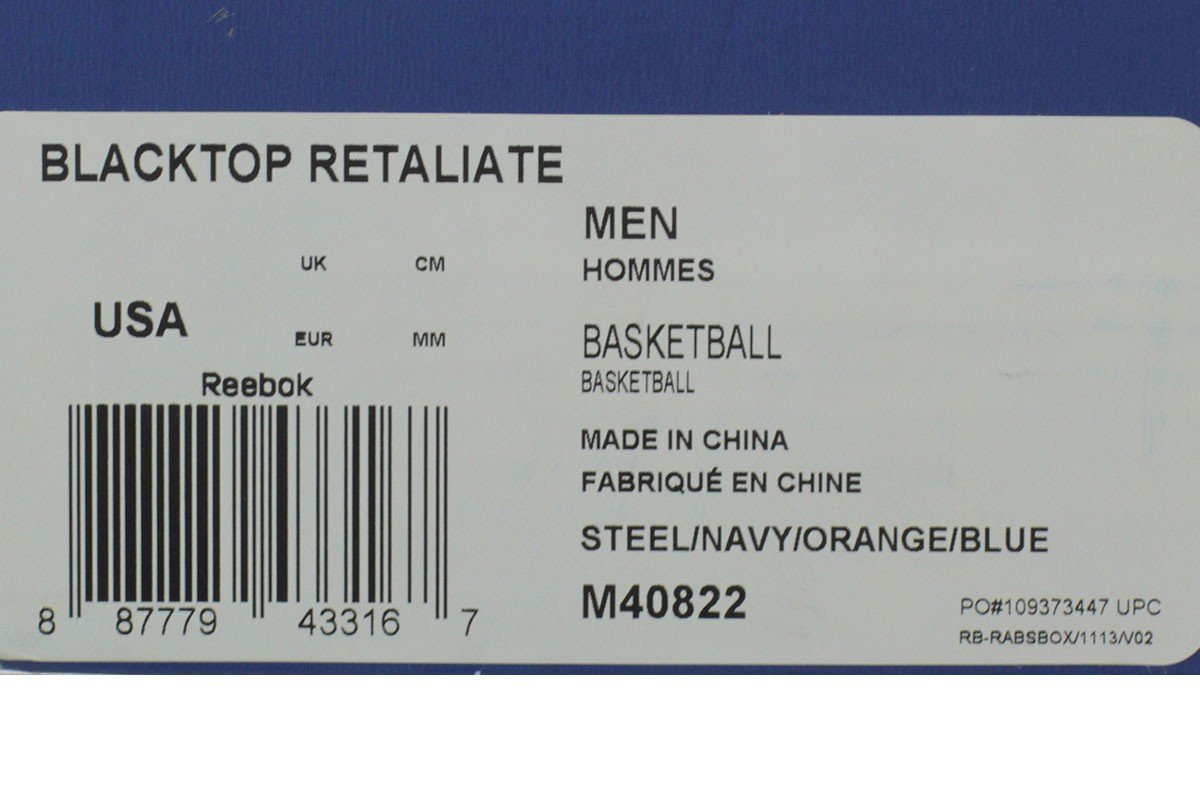 BLACKTOP RETALIATE
MEN
HOMMES
UK CM
USA
EUR MM
BASKETBALL
BASKETBALL
Reebok
MADE IN CHINA
FABRIQUÉ EN CHINE
STEEL/NAVY/ORANGE/BLUE
M40822
8 87779 43316 7
PO#109373447 UPC
RB-RABSBOX/1113/V02